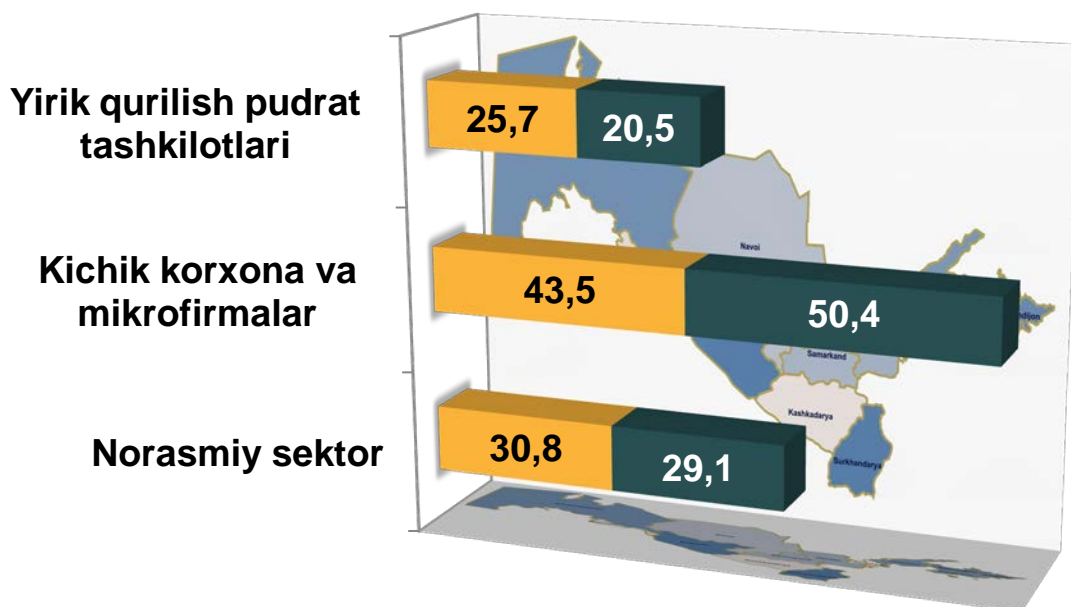 Yirik qurilish pudrat
tashkilotlari
25,7
20,5
Navoi
Kichik korxona va
mikrofirmalar
43,5
50,4
ndijon
Samarkand
Kashkadarya
Norasmiy sektor
30,8
29,1
Surkhandarya